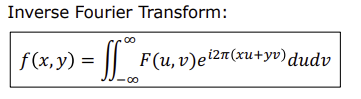 Inverse Fourier Transform:
f(x, y) = ∬_{-∞}^{∞} F(u, v)e^{i2π(xu+yv)}dudv